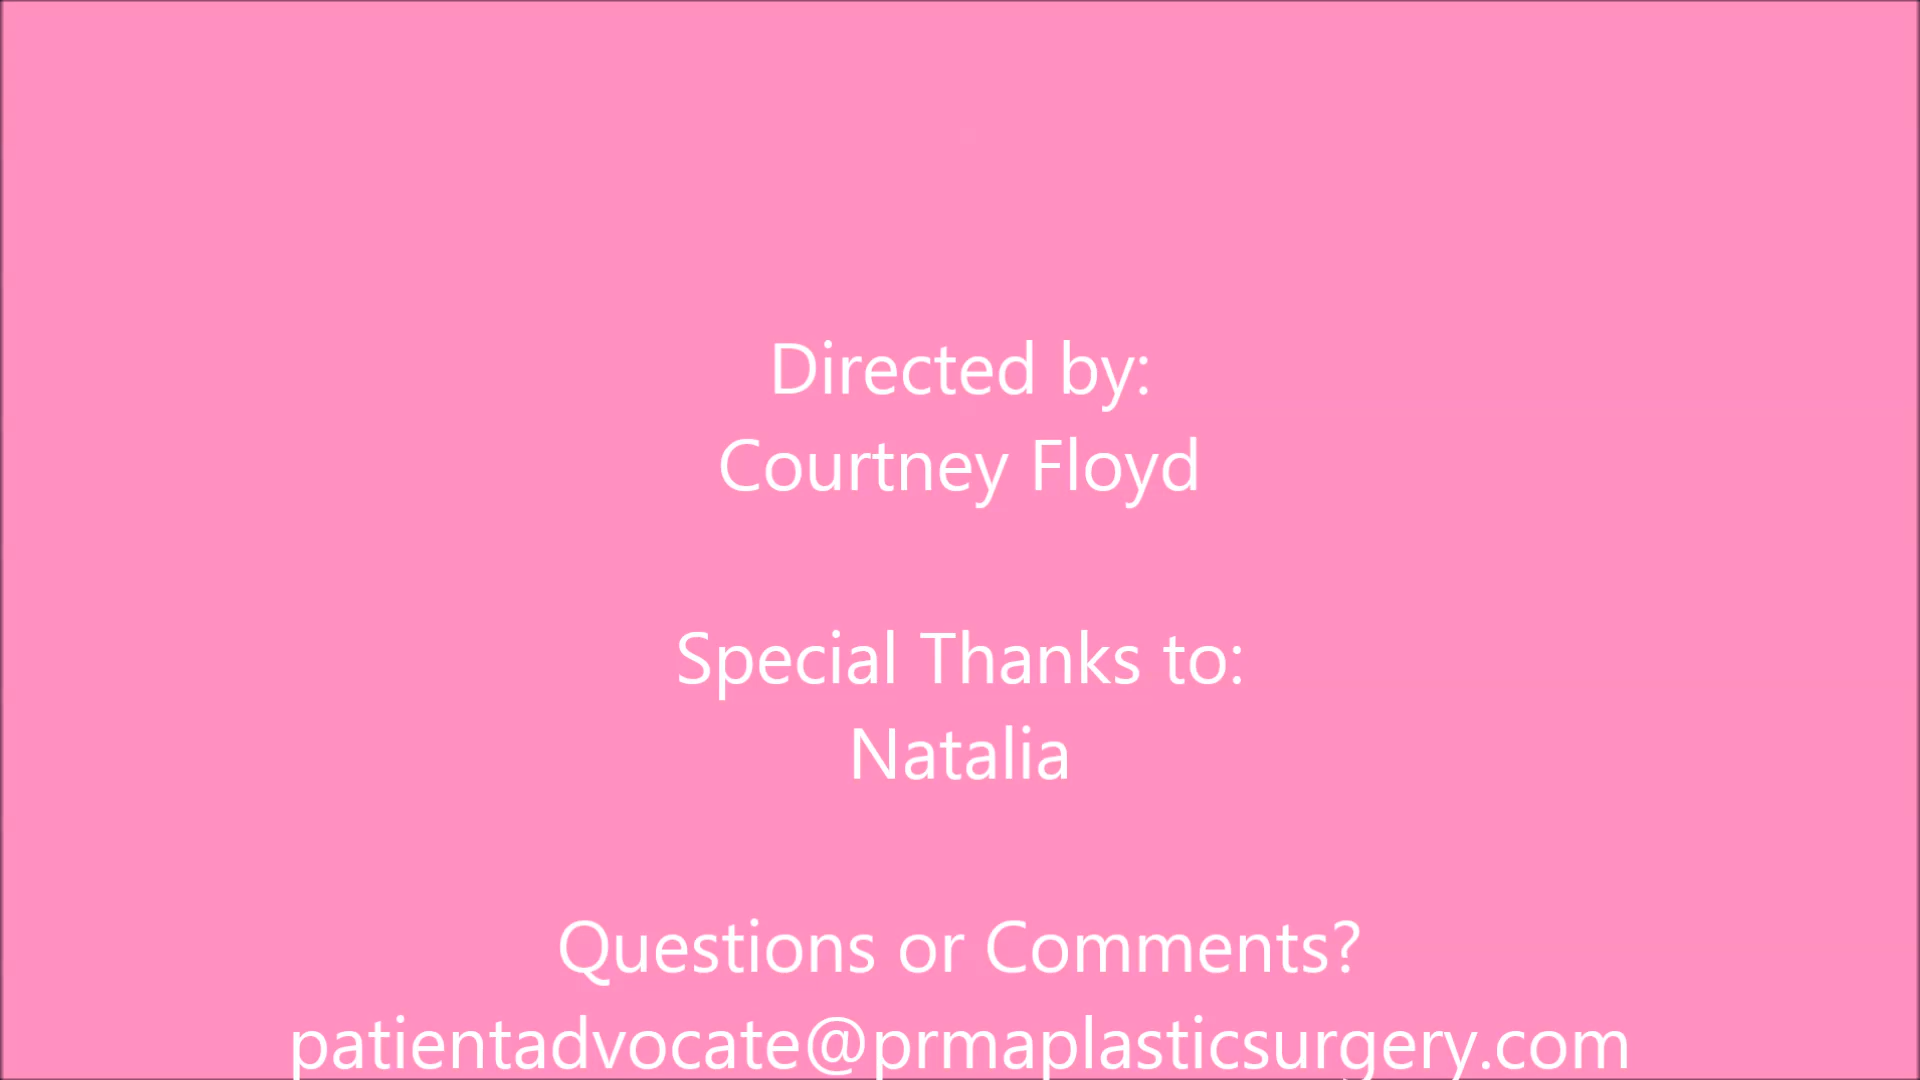 Directed by:
Courtney Floyd
Special Thanks to:
Natalia
Questions or Comments?
patientadvocate@prmaplasticsurgery.com